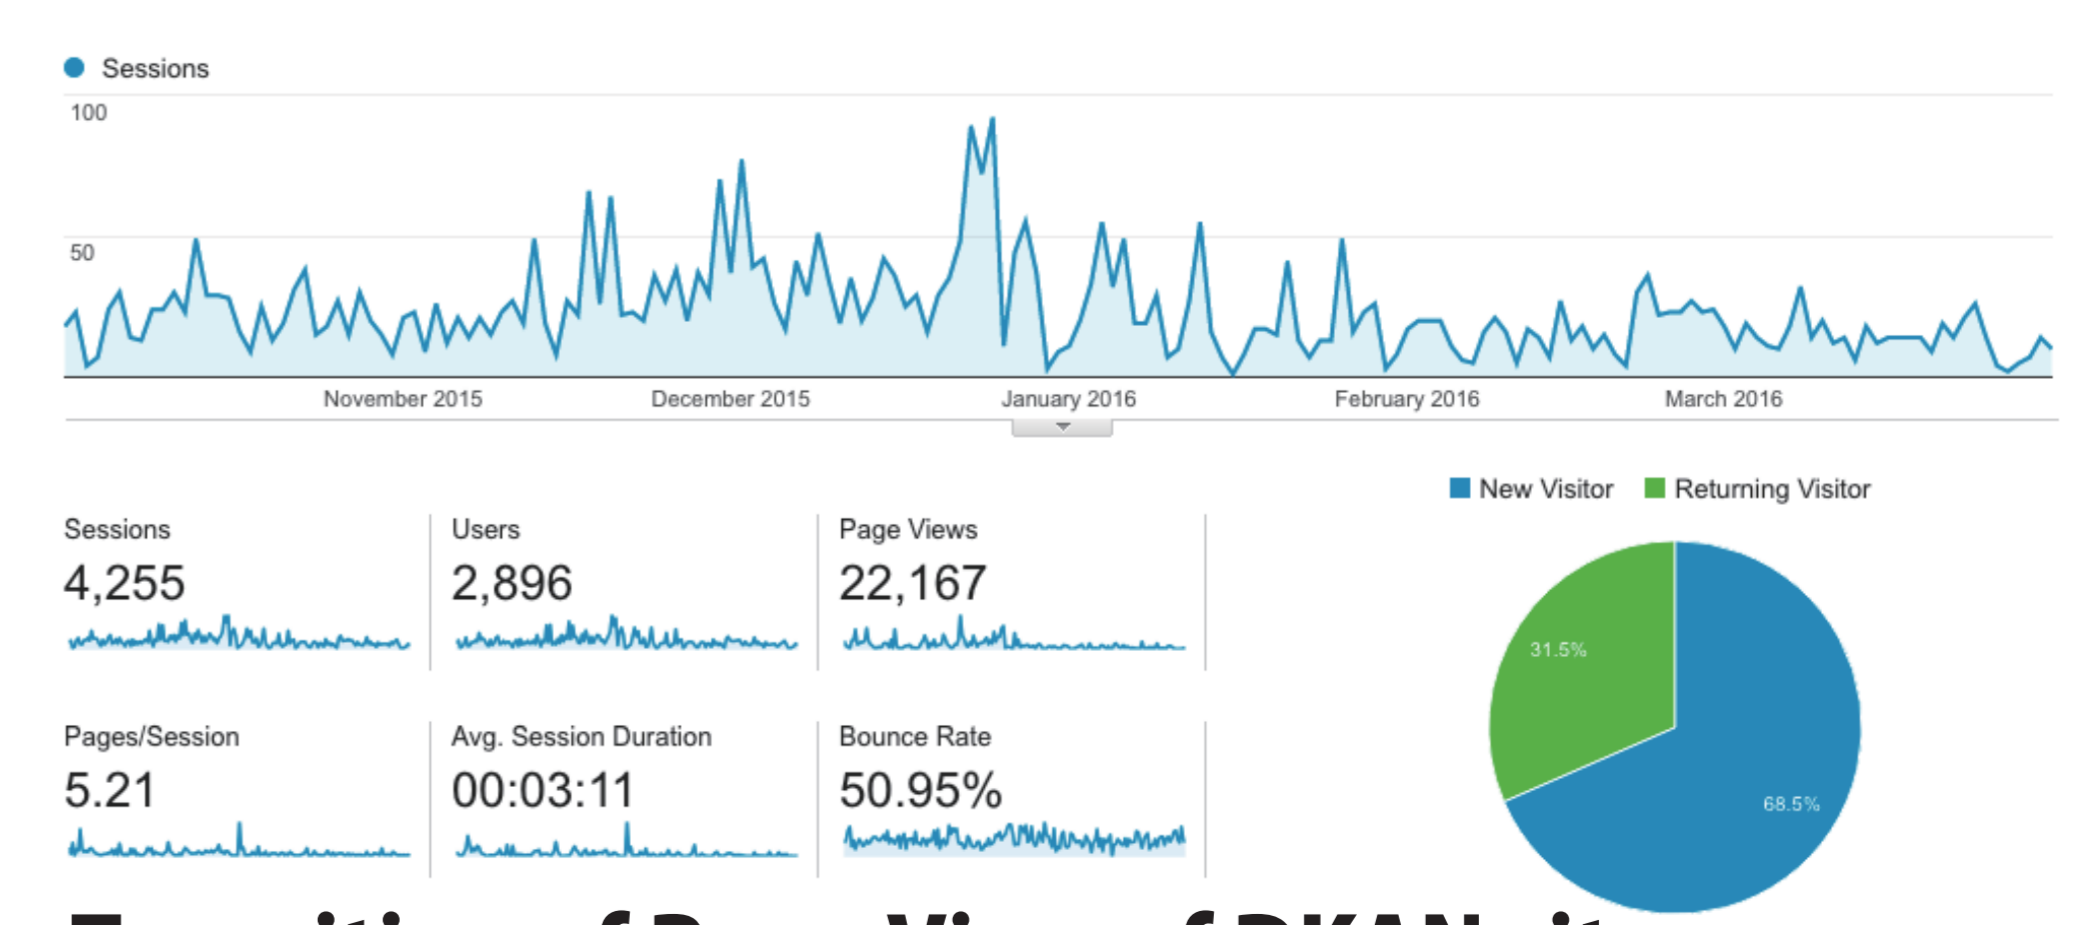 Sessions
100
50
November 2015 December 2015 January 2016 February 2016 March 2016
New Visitor Returning Visitor
Sessions Users Page Views
4,255 2,896 22,167
Pages/Session Avg. Session Duration Bounce Rate
5.21 00:03:11 50.95%
31.5%
68.5%